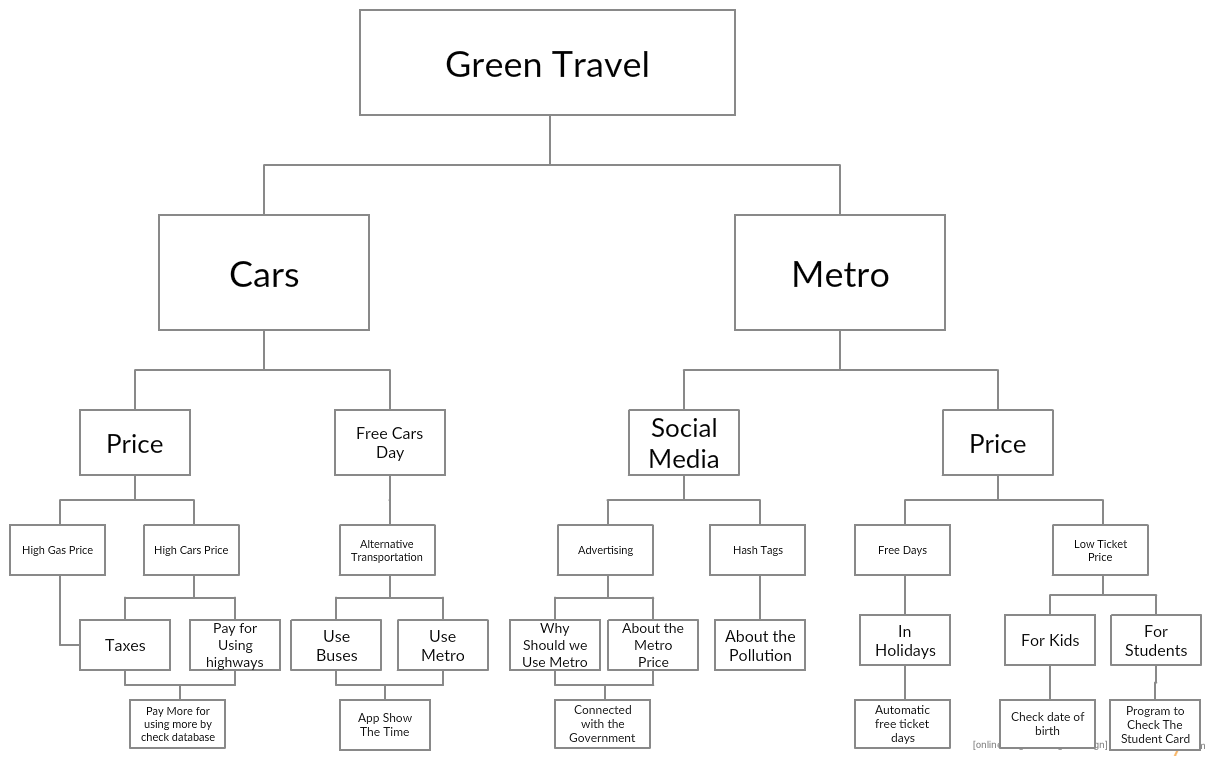 Green Travel
Cars
Metro
Price
Free Cars
Day
Social
Media
Price
High Gas Price
High Cars Price
Alternative
Transportation
Advertising
Hash Tags
Free Days
Low Ticket
Price
Taxes
Pay for
Using
highways
Use
Buses
Use
Metro
Why
Should we
Use Metro
About the
Metro
Price
About the
Pollution
In
Holidays
For Kids
For
Students
Pay More for
using more by
check database
App Show
The Time
Connected
with the
Government
Automatic
free ticket
days
Check date of
birth
Program to
Check The
Student Card